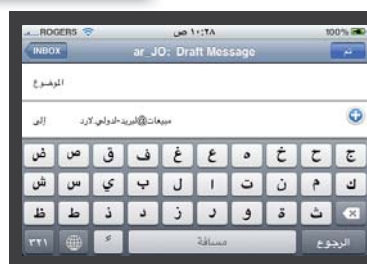 ROGERS ١٠:٢٨ ص 100%
INBOX ar_JO: Draft Message تم
الموضوع
إلى مبيعات@البريد-الدولي.لارد
ض ص ق ف غ ع ه خ ح ج
ش س ي ب ل ا ت ن م ك
ظ ط ذ د ز ر و ة ث
٣٢١ ء مسافة الرجوع